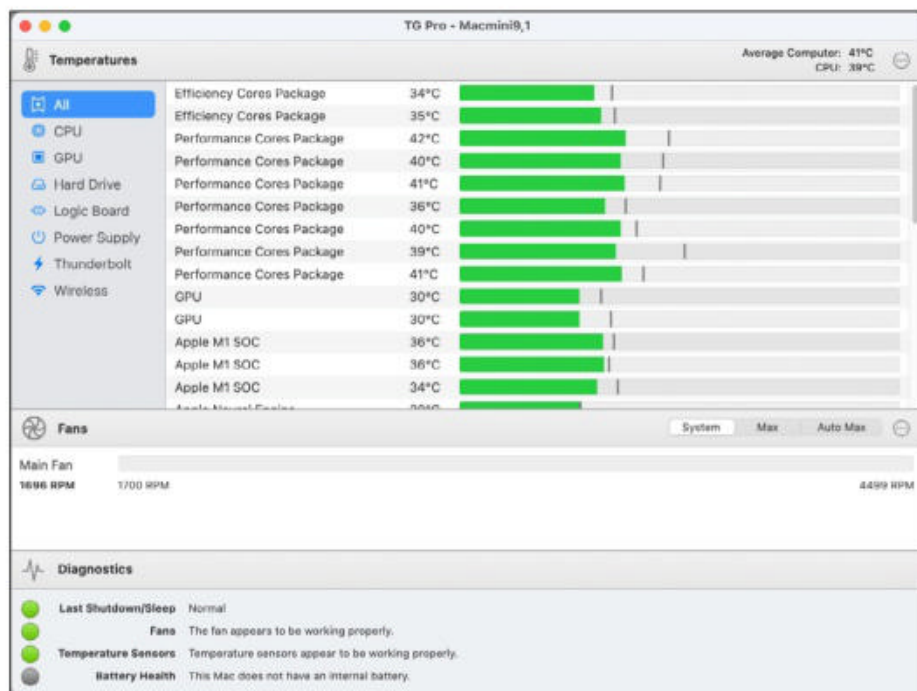 TG Pro - Macmini9,1
Temperatures
Average Computer: 41°C
CPU: 39°C
All
CPU
GPU
Hard Drive
Logic Board
Power Supply
Thunderbolt
Wireless
Efficiency Cores Package 34°C
Efficiency Cores Package 35°C
Performance Cores Package 42°C
Performance Cores Package 40°C
Performance Cores Package 41°C
Performance Cores Package 36°C
Performance Cores Package 40°C
Performance Cores Package 39°C
Performance Cores Package 41°C
GPU 30°C
GPU 30°C
Apple M1 SOC 36°C
Apple M1 SOC 36°C
Apple M1 SOC 34°C
Apple Neural Engine
Fans
System Max Auto Max
Main Fan
1696 RPM 1700 RPM 4499 RPM
Diagnostics
Last Shutdown/Sleep Normal
Fans The fan appears to be working properly.
Temperature Sensors Temperature sensors appear to be working properly.
Battery Health This Mac does not have an internal battery.